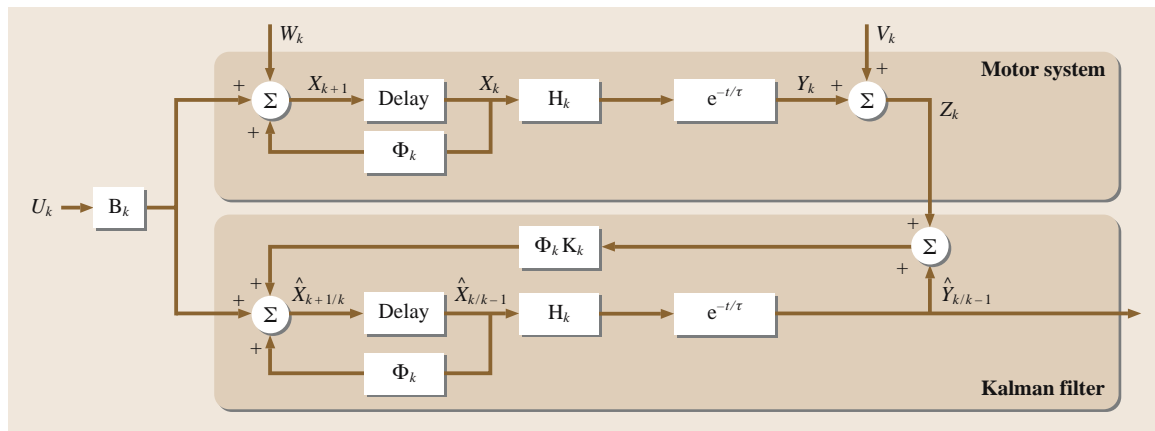 W_k
V_k
Motor system
+
Σ
X_{k+1}
Delay
X_k
H_k
e^{−t/τ}
Y_k
+
+
Σ
Z_k
+
Φ_k
U_k
B_k
+
Σ
+
Φ_k K_k
+
+
Σ
X̂_{k+1/k}
Delay
X̂_{k/k−1}
H_k
e^{−t/τ}
Ŷ_{k/k−1}
+
Φ_k
Kalman filter